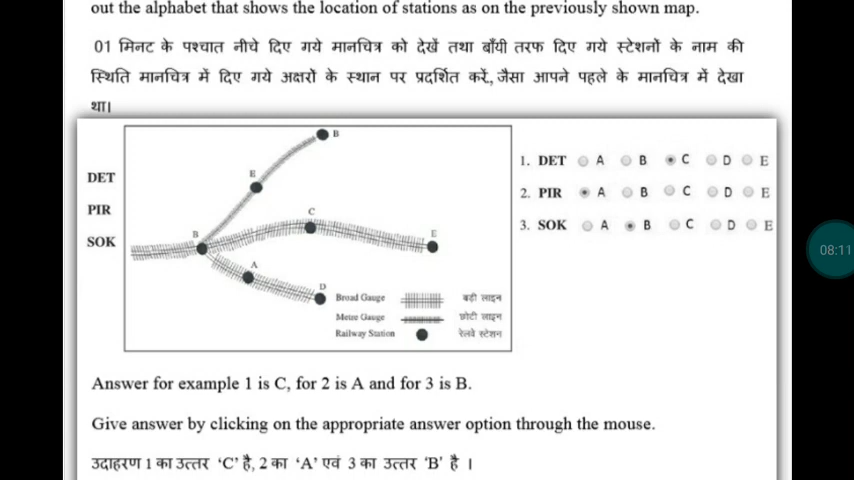 out the alphabet that shows the location of stations as on the previously shown map.
01 मिनट के पश्चात नीचे दिए गये मानचित्र को देखें तथा बाँयी तरफ दिए गये स्टेशनों के नाम की
स्थिति मानचित्र में दिए गये अक्षरों के स्थान पर प्रदर्शित करें, जैसा आपने पहले के मानचित्र में देखा
था।
DET
PIR
SOK
B
E
B
C
E
A
D
Broad Gauge बड़ी लाइन
Metre Gauge छोटी लाइन
Railway Station रेलवे स्टेशन
1. DET A B C D E
2. PIR A B C D E
3. SOK A B C D E
08:11
Answer for example 1 is C, for 2 is A and for 3 is B.
Give answer by clicking on the appropriate answer option through the mouse.
उदाहरण 1 का उत्तर 'C' है, 2 का 'A' एवं 3 का उत्तर 'B' है ।